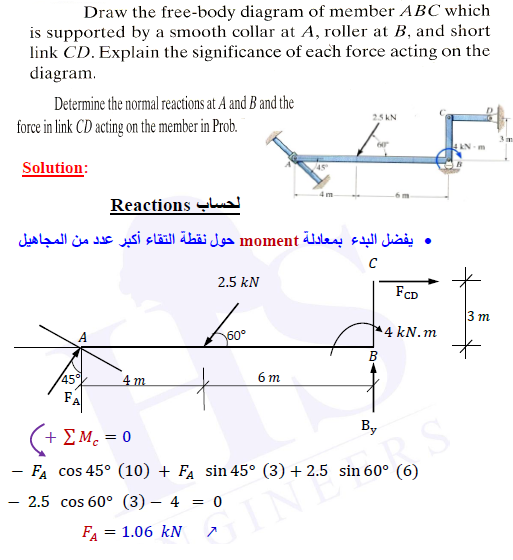 Draw the free-body diagram of member ABC which
is supported by a smooth collar at A, roller at B, and short
link CD. Explain the significance of each force acting on the
diagram.
Determine the normal reactions at A and B and the
force in link CD acting on the member in Prob.
2.5 kN
60°
C
D
3 m
4 kN · m
B
A
45°
4 m
6 m
Solution:
لحساب Reactions
• يفضل البدء بمعادلة moment حول نقطة التقاء أكبر عدد من المجاهيل
C
2.5 kN
FCD
3 m
60°
4 kN.m
A
B
45°
4 m
6 m
FA
By
HS
ENGINEERS
+ ΣMc = 0
− FA cos 45° (10) + FA sin 45° (3) + 2.5 sin 60° (6)
− 2.5 cos 60° (3) − 4 = 0
FA = 1.06 kN ↗